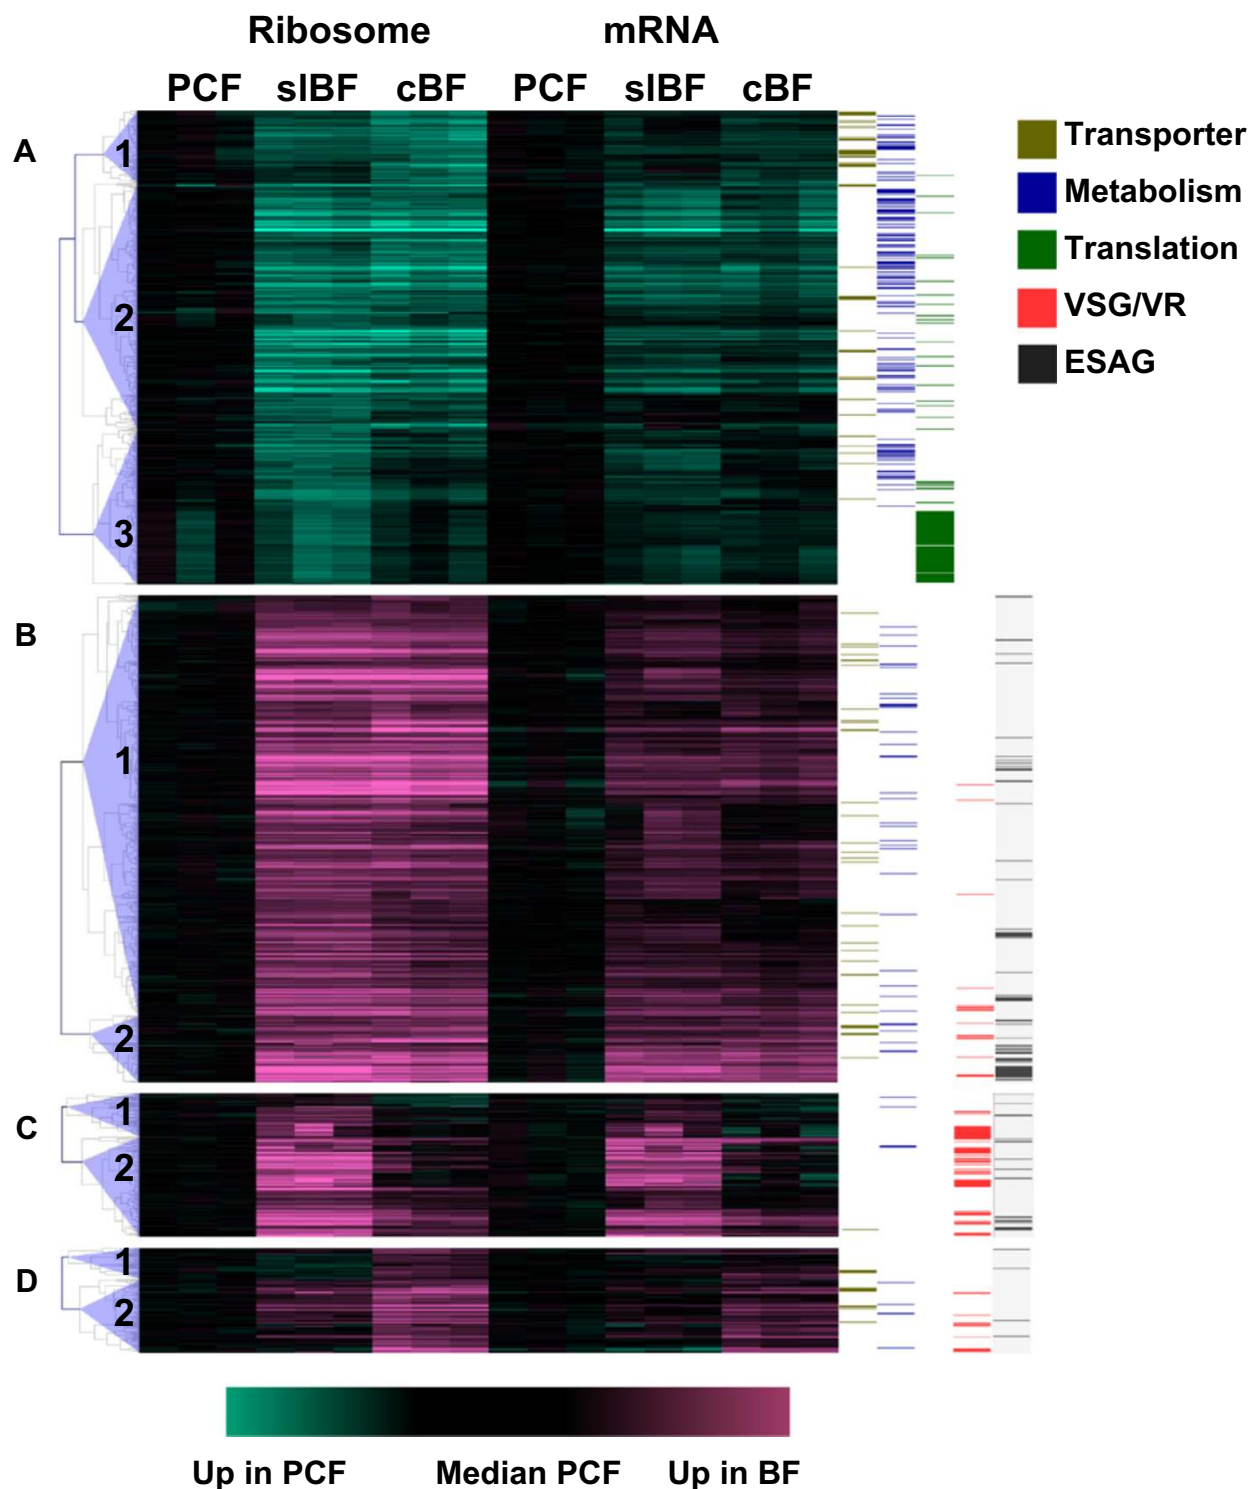 Ribosome mRNA
PCF slBF cBF PCF slBF cBF
A
1
2
3
Transporter
Metabolism
Translation
VSG/VR
ESAG
B
1
2
C
1
2
D
1
2
Up in PCF Median PCF Up in BF